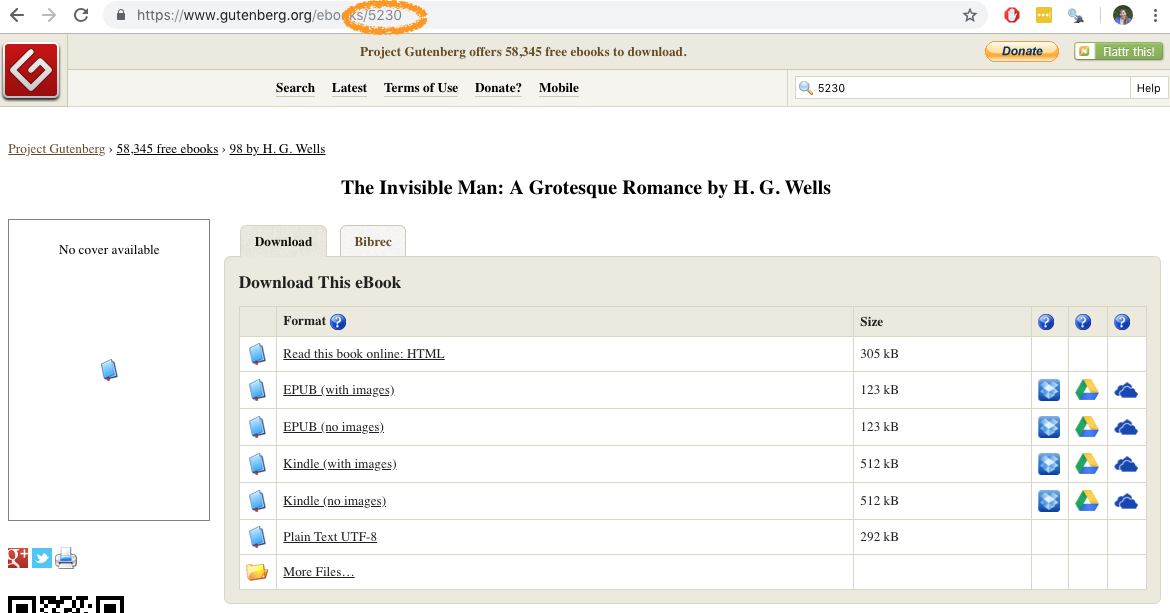 https://www.gutenberg.org/ebooks/5230
Project Gutenberg offers 58,345 free ebooks to download.
Donate
Flattr this!
Search Latest Terms of Use Donate? Mobile
5230
Help
Project Gutenberg › 58,345 free ebooks › 98 by H. G. Wells
The Invisible Man: A Grotesque Romance by H. G. Wells
No cover available
Download Bibrec
Download This eBook
Format ? Size ? ? ?
Read this book online: HTML 305 kB
EPUB (with images) 123 kB
EPUB (no images) 123 kB
Kindle (with images) 512 kB
Kindle (no images) 512 kB
Plain Text UTF-8 292 kB
More Files…
g+